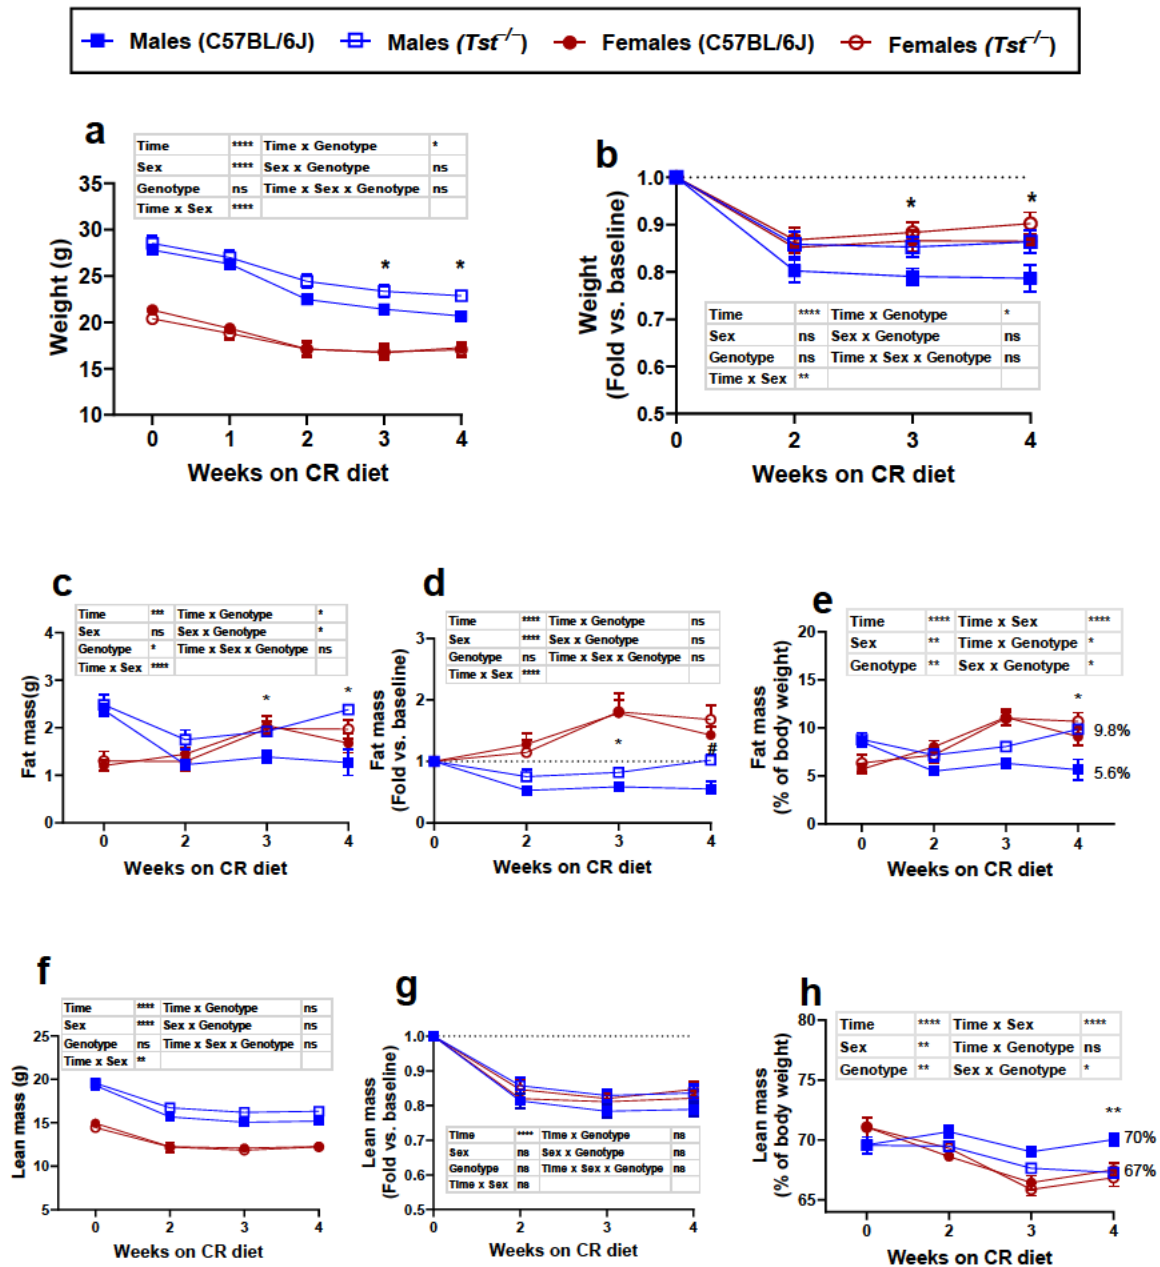 Males (C57BL/6J) Males (Tst⁻/⁻) Females (C57BL/6J) Females (Tst⁻/⁻)
a
Time **** Time x Genotype *
Sex **** Sex x Genotype ns
Genotype ns Time x Sex x Genotype ns
Time x Sex ****
Weight (g)
35
30
25
20
15
10
0 1 2 3 4
* *
Weeks on CR diet
b
Weight
(Fold vs. baseline)
1.0
0.9
0.8
0.7
0.6
0.5
* *
Time **** Time x Genotype *
Sex ns Sex x Genotype ns
Genotype ns Time x Sex x Genotype ns
Time x Sex **
0 2 3 4
Weeks on CR diet
c
Time *** Time x Genotype *
Sex ns Sex x Genotype *
Genotype * Time x Sex x Genotype ns
Time x Sex ****
Fat mass(g)
4
3
2
1
0
* *
0 2 3 4
Weeks on CR diet
d
Time **** Time x Genotype ns
Sex **** Sex x Genotype ns
Genotype ns Time x Sex x Genotype ns
Time x Sex ****
Fat mass
(Fold vs. baseline)
3
2
1
0
* #
0 2 3 4
Weeks on CR diet
e
Time **** Time x Sex ****
Sex ** Time x Genotype *
Genotype ** Sex x Genotype *
Fat mass
(% of body weight)
20
15
10
5
0
*
9.8%
5.6%
0 2 3 4
Weeks on CR diet
f
Time **** Time x Genotype ns
Sex **** Sex x Genotype ns
Genotype ns Time x Sex x Genotype ns
Time x Sex **
Lean mass (g)
25
20
15
10
5
0 2 3 4
Weeks on CR diet
g
Lean mass
(Fold vs. baseline)
1.0
0.9
0.8
0.7
0.6
0.5
Time **** Time x Genotype ns
Sex ns Sex x Genotype ns
Genotype ns Time x Sex x Genotype ns
Time x Sex ns
0 2 3 4
Weeks on CR diet
h
Time **** Time x Sex ****
Sex ** Time x Genotype ns
Genotype ** Sex x Genotype *
Lean mass
(% of body weight)
80
75
70
65
**
70%
67%
0 2 3 4
Weeks on CR diet